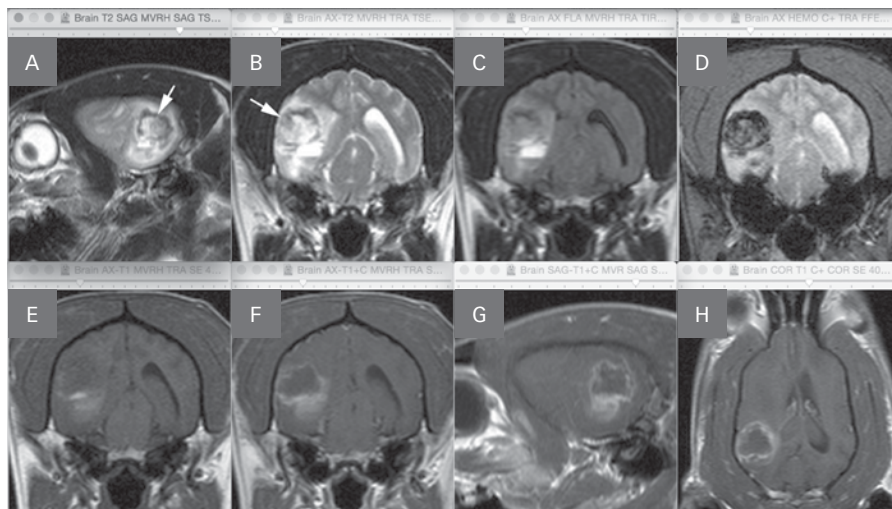 Brain T2 SAG MVRH SAG TS...
Brain AX-T2 MVRH TRA TSE...
Brain AX FLA MVRH TRA TIR...
Brain AX HEMO C+ TRA FFE...
A
B
C
D
Brain AX-T1 MVRH TRA SE 4...
Brain AX-T1+C MVRH TRA S...
SAG-T1+C MVR SAG S...
COR T1 C+ COR SE 40...
E
F
G
H